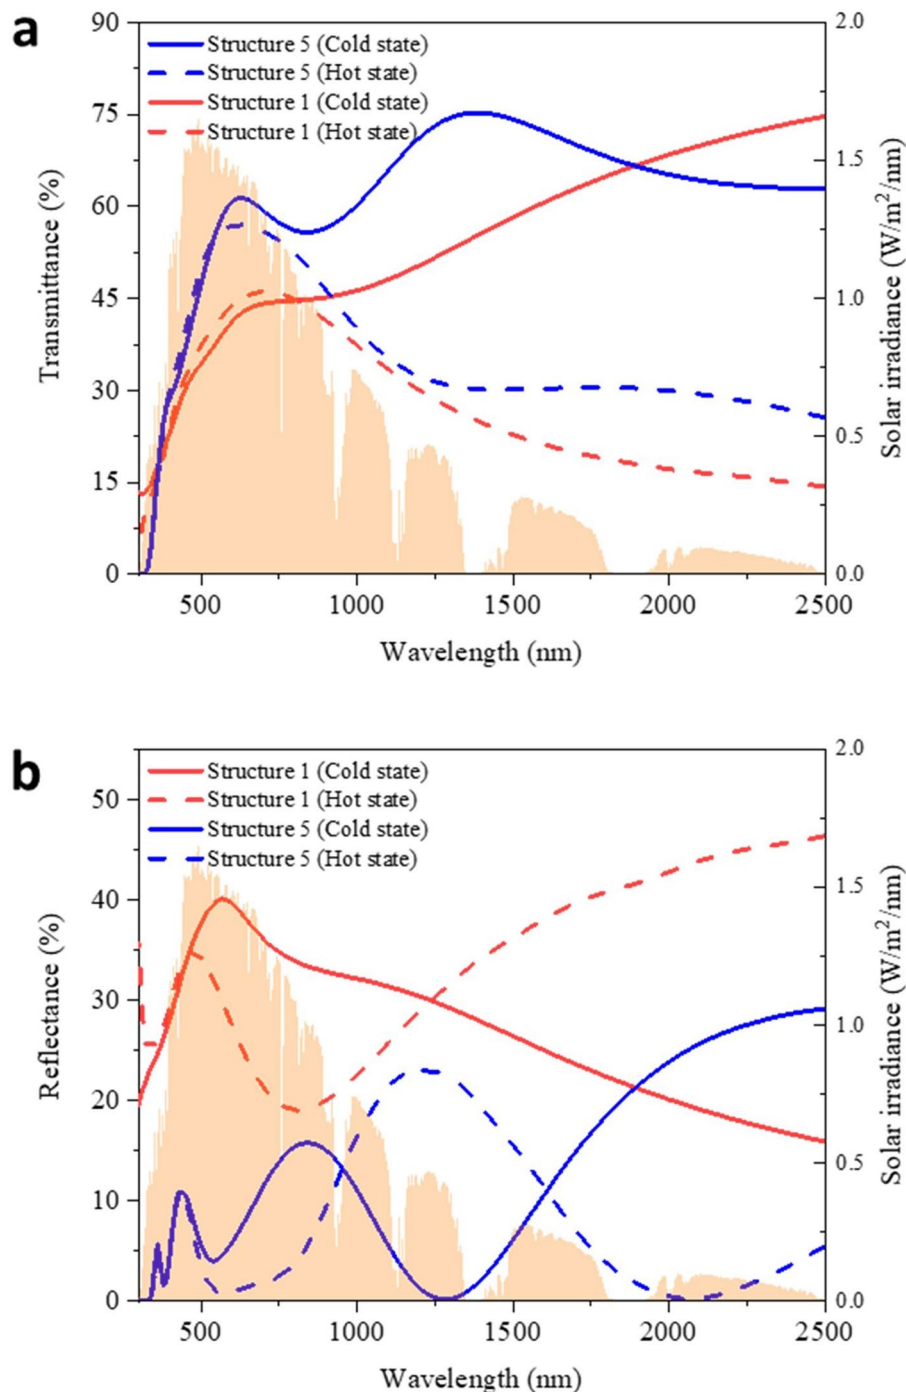 a
Structure 5 (Cold state)
Structure 5 (Hot state)
Structure 1 (Cold state)
Structure 1 (Hot state)
90
75
60
45
30
15
0
Transmittance (%)
2.0
1.5
1.0
0.5
0.0
Solar irradiance (W/m²/nm)
500 1000 1500 2000 2500
Wavelength (nm)
b
Structure 1 (Cold state)
Structure 1 (Hot state)
Structure 5 (Cold state)
Structure 5 (Hot state)
50
40
30
20
10
0
Reflectance (%)
2.0
1.5
1.0
0.5
0.0
Solar irradiance (W/m²/nm)
500 1000 1500 2000 2500
Wavelength (nm)